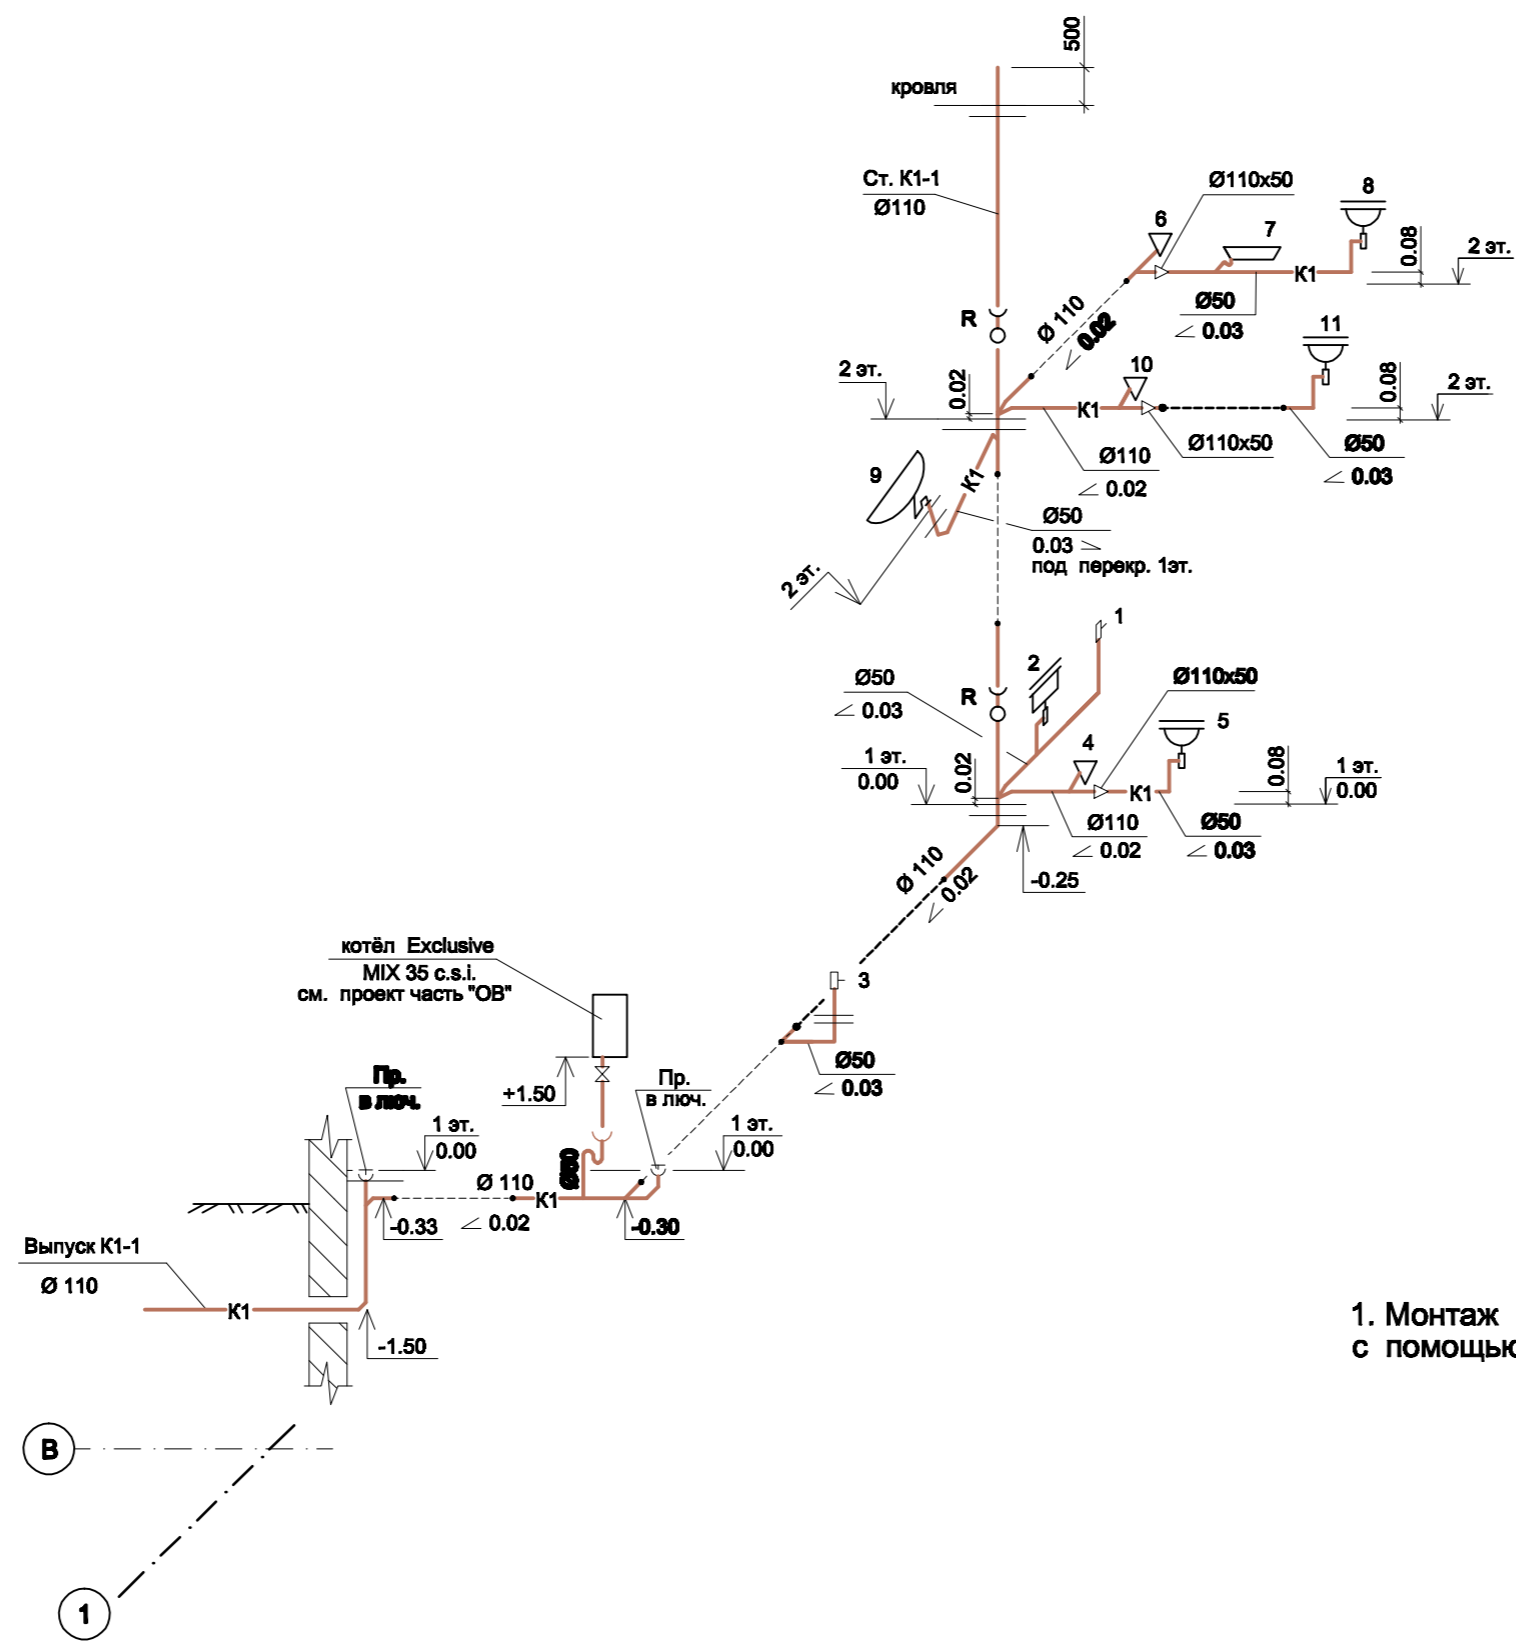 500
кровля
Ст. К1-1
Ø110
Ø110x50
6
7
8
0.08
2 эт.
К1
Ø50
0.03
R
Ø 110
0.02
11
2 эт.
0.02
10
0.08
2 эт.
К1
Ø110x50
Ø110
0.02
Ø50
0.03
9
К1
Ø50
0.03
под перекр. 1эт.
2 эт.
1
2
Ø50
0.03
R
Ø110x50
5
4
1 эт.
0.00
0.02
0.08
1 эт.
0.00
К1
Ø110
0.02
Ø50
0.03
-0.25
Ø 110
0.02
котёл Exclusive
MIX 35 c.s.i.
см. проект часть "ОВ"
3
Ø50
0.03
+1.50
Пр.
в люч.
Пр.
в люч.
1 эт.
0.00
1 эт.
0.00
Ø50
Ø 110
К1
0.02
-0.33
-0.30
Выпуск К1-1
Ø 110
К1
-1.50
1. Монтаж
с помощью
В
1